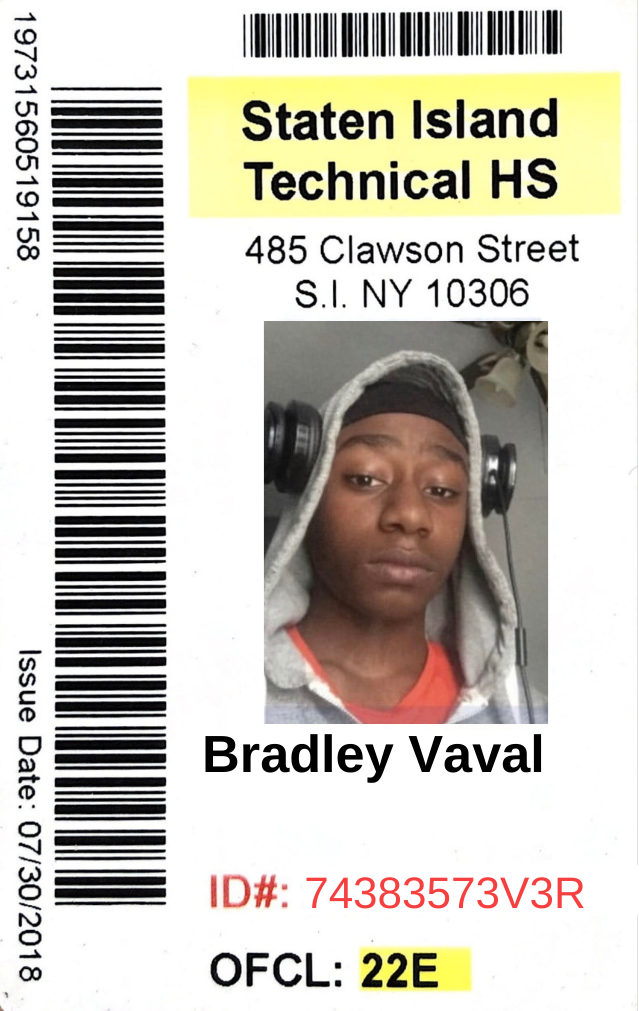 Staten Island
Technical HS
485 Clawson Street
S.I. NY 10306
Bradley Vaval
ID#: 74383573V3R
OFCL: 22E
19731560519158
Issue Date: 07/30/2018